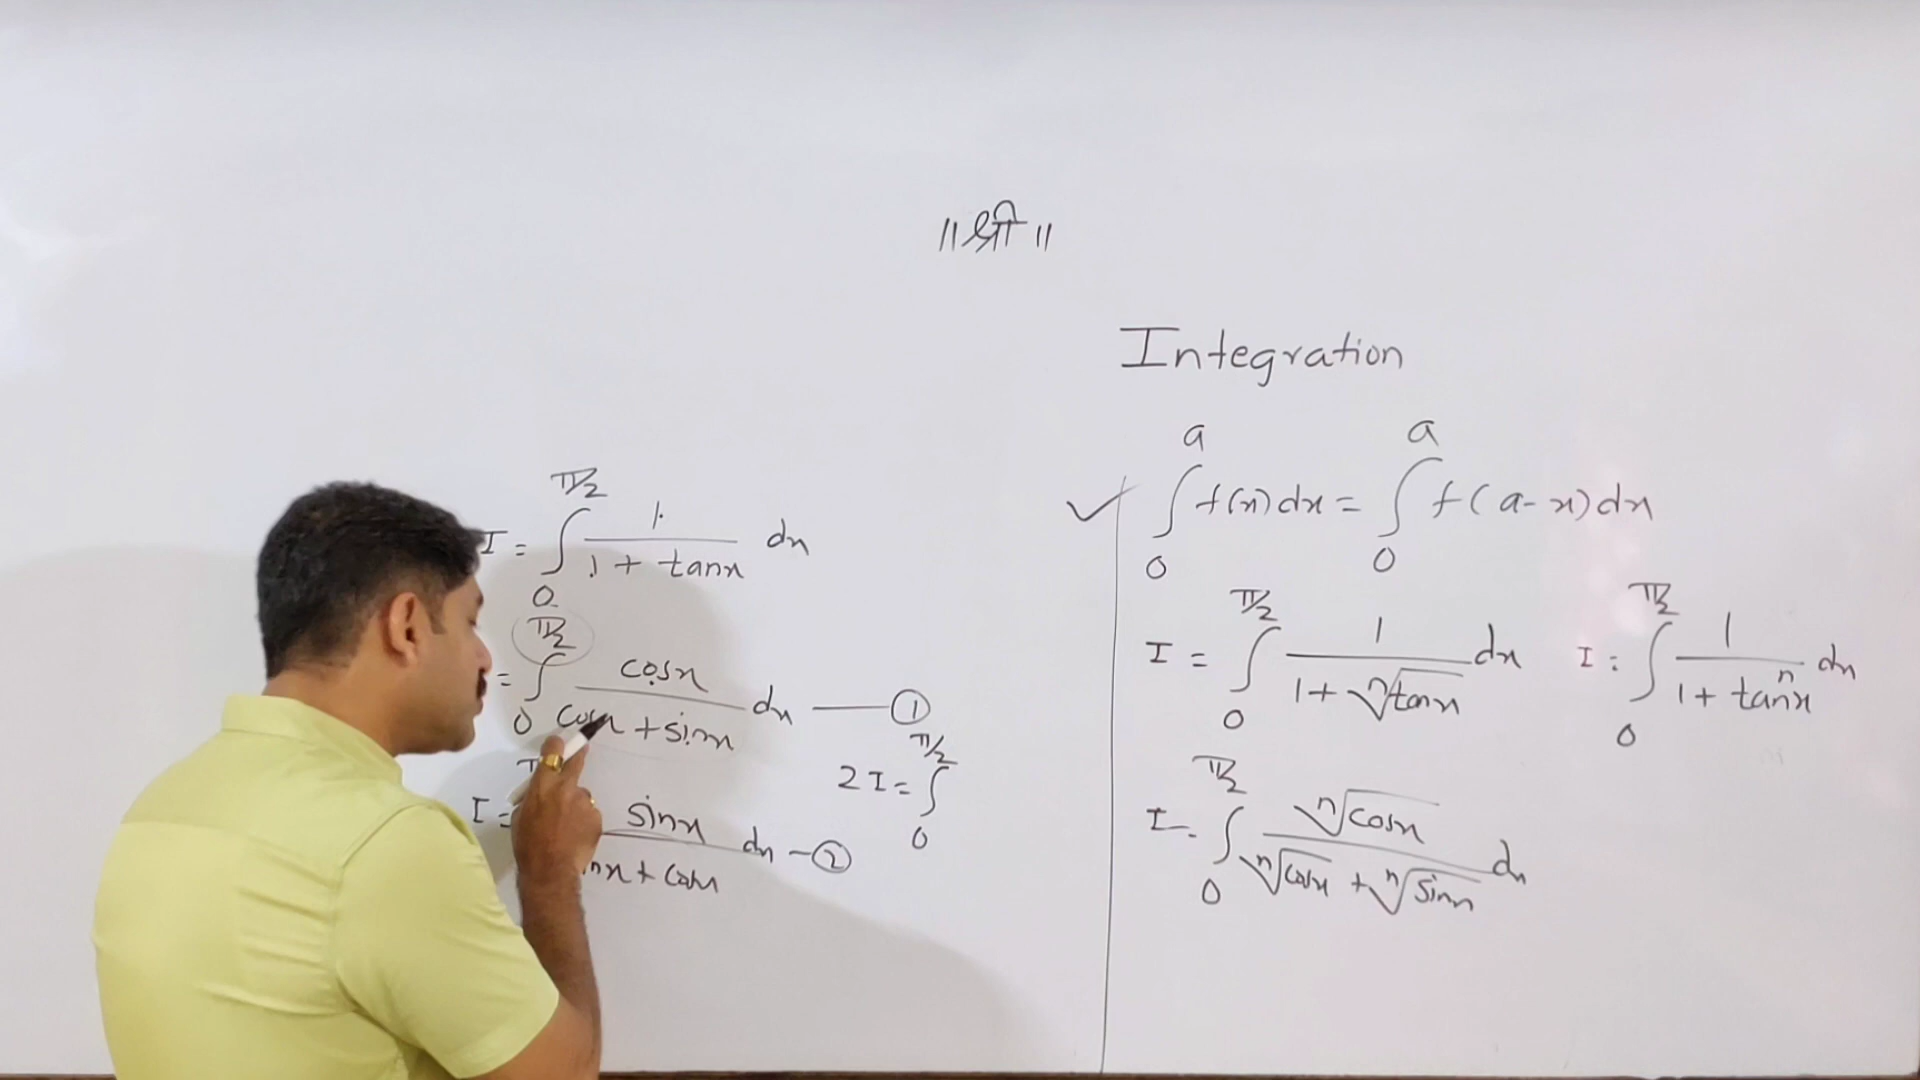 ॥ श्री ॥
Integration
∫₀ᵃ f(x) dx = ∫₀ᵃ f(a-x) dx
I = ∫₀^{π/2} 1/(1 + ⁿ√tanx) dx
I = ∫₀^{π/2} 1/(1 + tanⁿx) dx
I = ∫₀^{π/2} ⁿ√cosx/(ⁿ√cosx + ⁿ√sinx) dx
I = ∫₀^{π/2} 1/(1 + tanx) dx
= ∫₀^{π/2} cosx/(cosx + sinx) dx — ①
I = sinx/(nx + cosx) dx — ②
2I = ∫₀^{π/2}